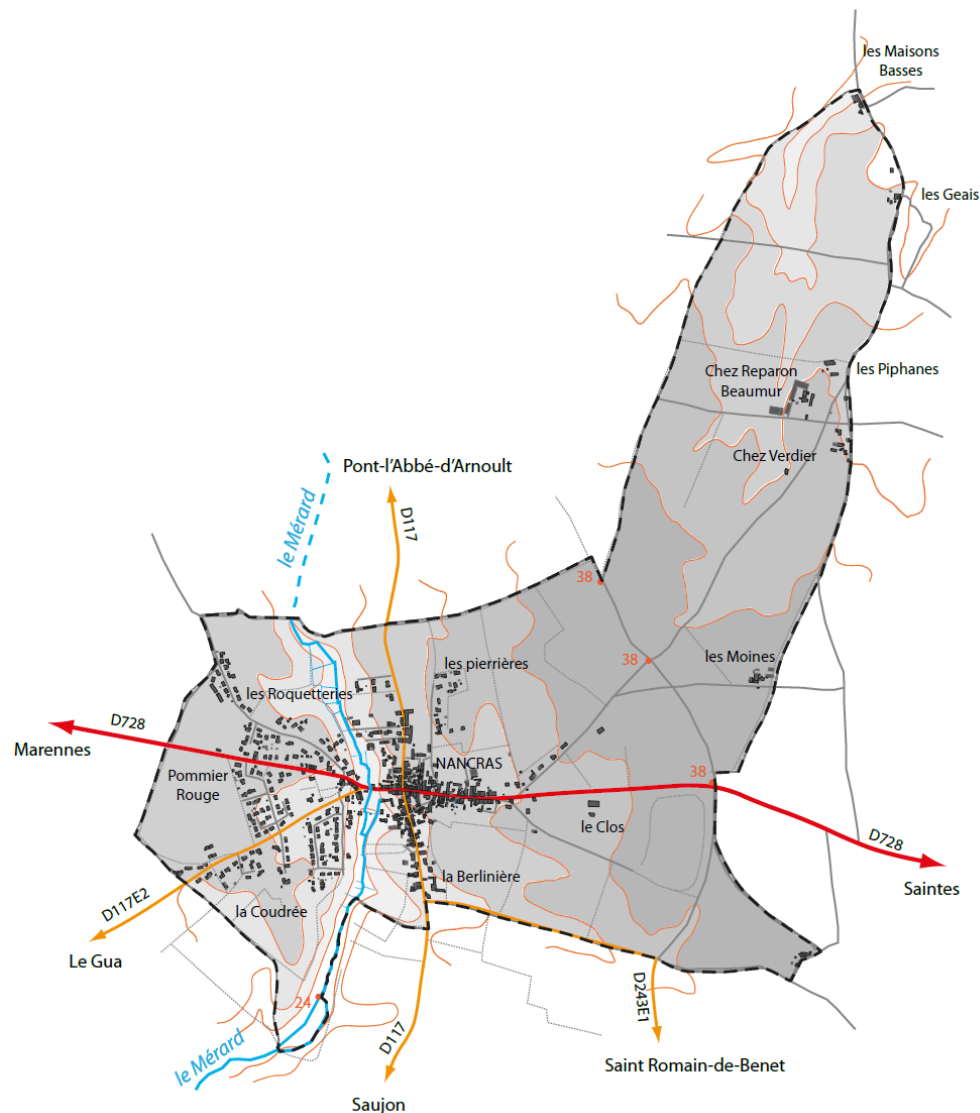 les Maisons
Basses
les Geais
Chez Reparon
Beaumur
les Piphanes
Chez Verdier
Pont-l'Abbé-d'Arnoult
le Mérard
D117
38
38
les Moines
les pierrières
les Roquetteries
D728
Marennes
NANCRAS
38
Pommier
Rouge
le Clos
D728
Saintes
la Berlinière
D117E2
la Coudrée
Le Gua
24
D243E1
le Mérard
D117
Saint Romain-de-Benet
Saujon